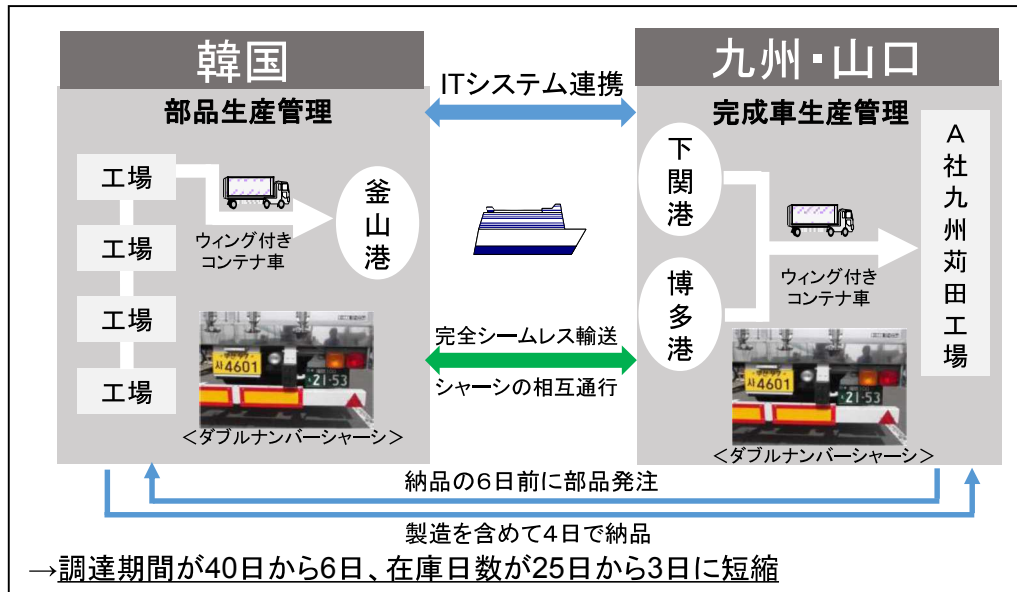 韓国
部品生産管理
工場
工場
工場
工場
ウィング付き
コンテナ車
釜山港
4601
21-53
<ダブルナンバーシャーシ>
ITシステム連携
完全シームレス輸送
シャーシの相互通行
九州・山口
完成車生産管理
下関港
博多港
ウィング付き
コンテナ車
A社九州苅田工場
4601
21-53
<ダブルナンバーシャーシ>
納品の6日前に部品発注
製造を含めて4日で納品
→調達期間が40日から6日、在庫日数が25日から3日に短縮